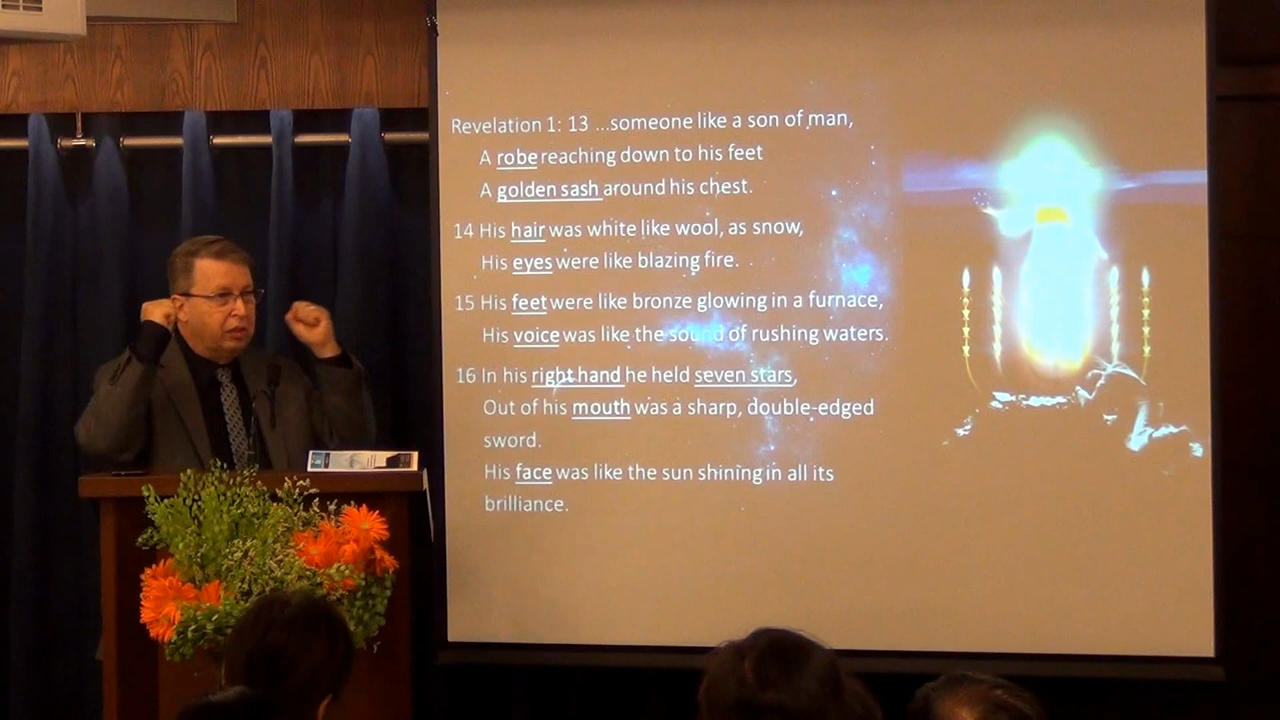 Revelation 1: 13 ...someone like a son of man,
A robe reaching down to his feet
A golden sash around his chest.
14 His hair was white like wool, as snow,
His eyes were like blazing fire.
15 His feet were like bronze glowing in a furnace,
His voice was like the sound of rushing waters.
16 In his right hand he held seven stars,
Out of his mouth was a sharp, double-edged
sword.
His face was like the sun shining in all its
brilliance.